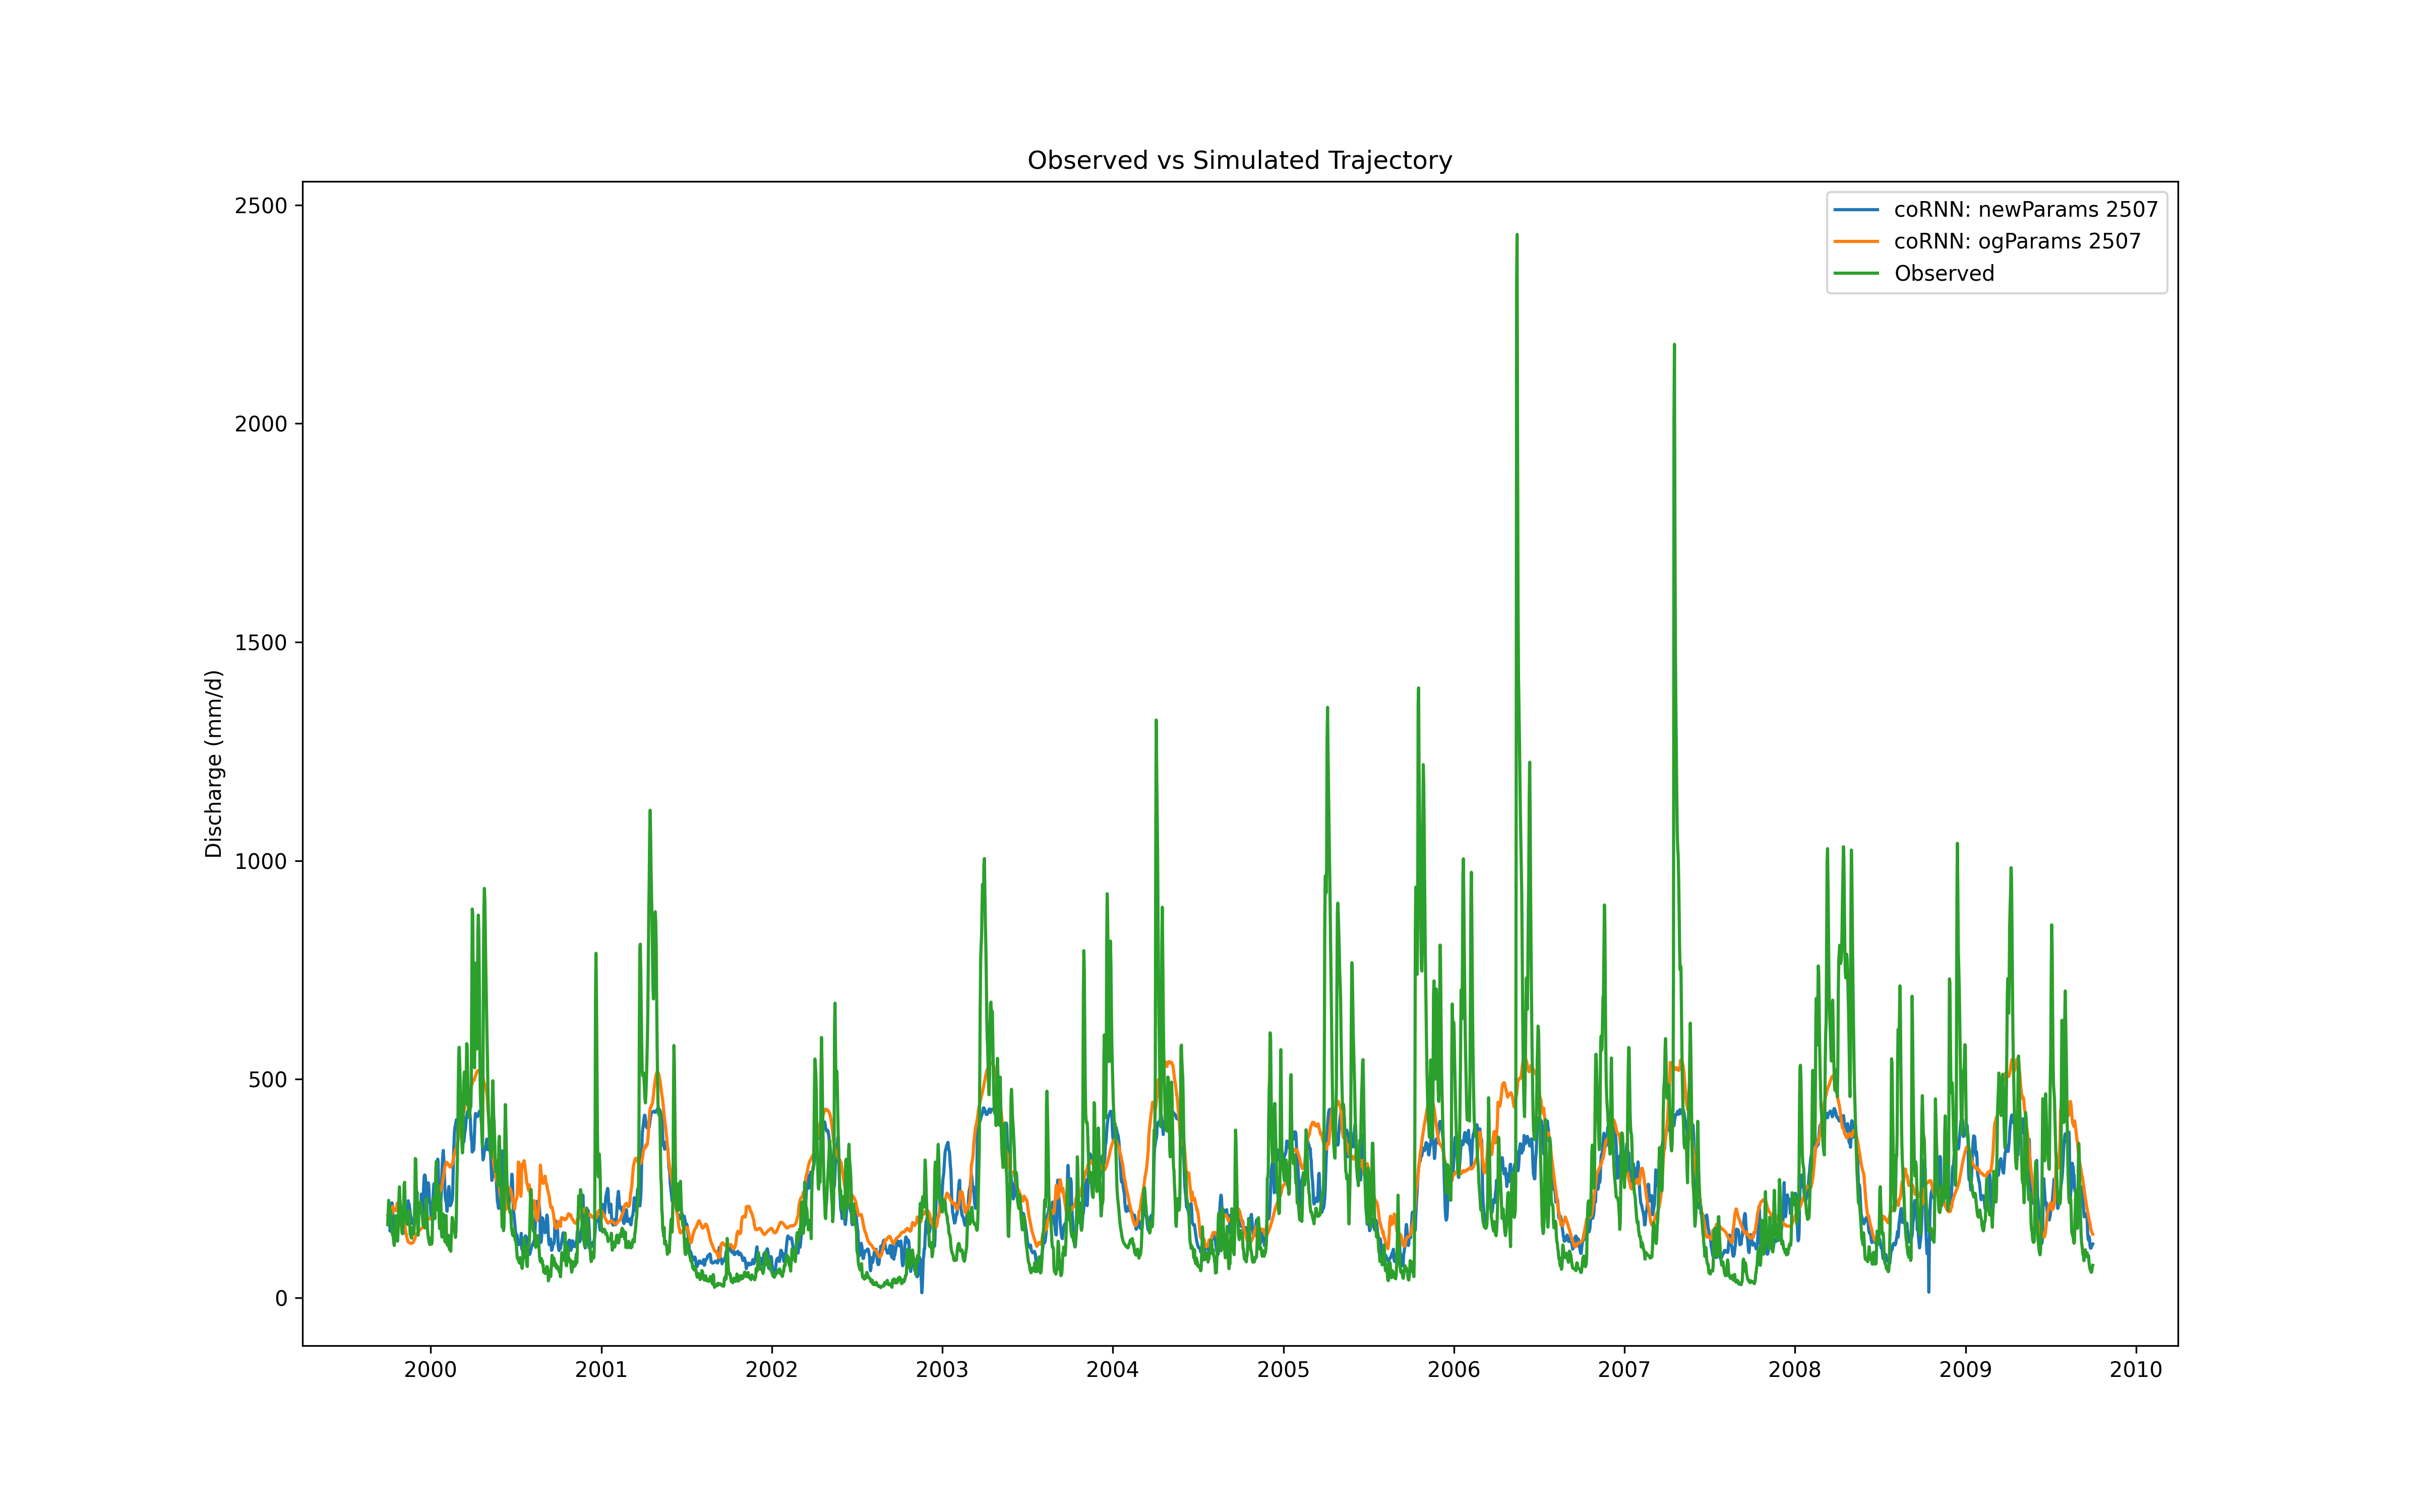 Observed vs Simulated Trajectory
coRNN: newParams 2507
coRNN: ogParams 2507
Observed
Discharge (mm/d)
2500
2000
1500
1000
500
0
2000 2001 2002 2003 2004 2005 2006 2007 2008 2009 2010